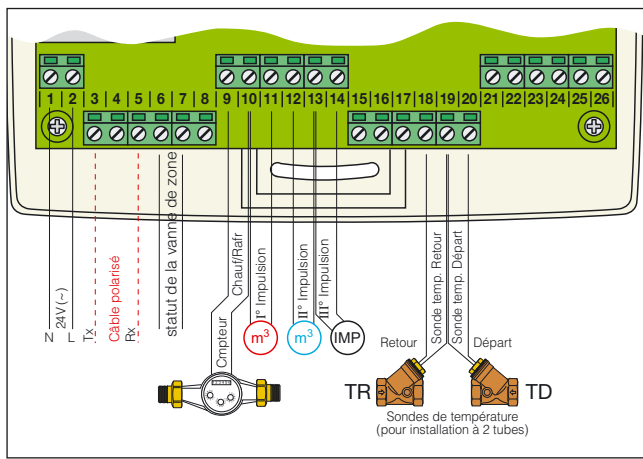 1 2 3 4 5 6 7 8 9 10 11 12 13 14 15 16 17 18 19 20 21 22 23 24 25 26
N
24V(~)
L
Tx
Câble polarisé
Rx
statut de la vanne de zone
Cmpteur
Chauf/Rafr
I° Impulsion
II° Impulsion
III° Impulsion
m³
m³
IMP
Sonde temp. Retour
Sonde temp. Départ
Retour
Départ
TR
TD
Sondes de température
(pour installation à 2 tubes)